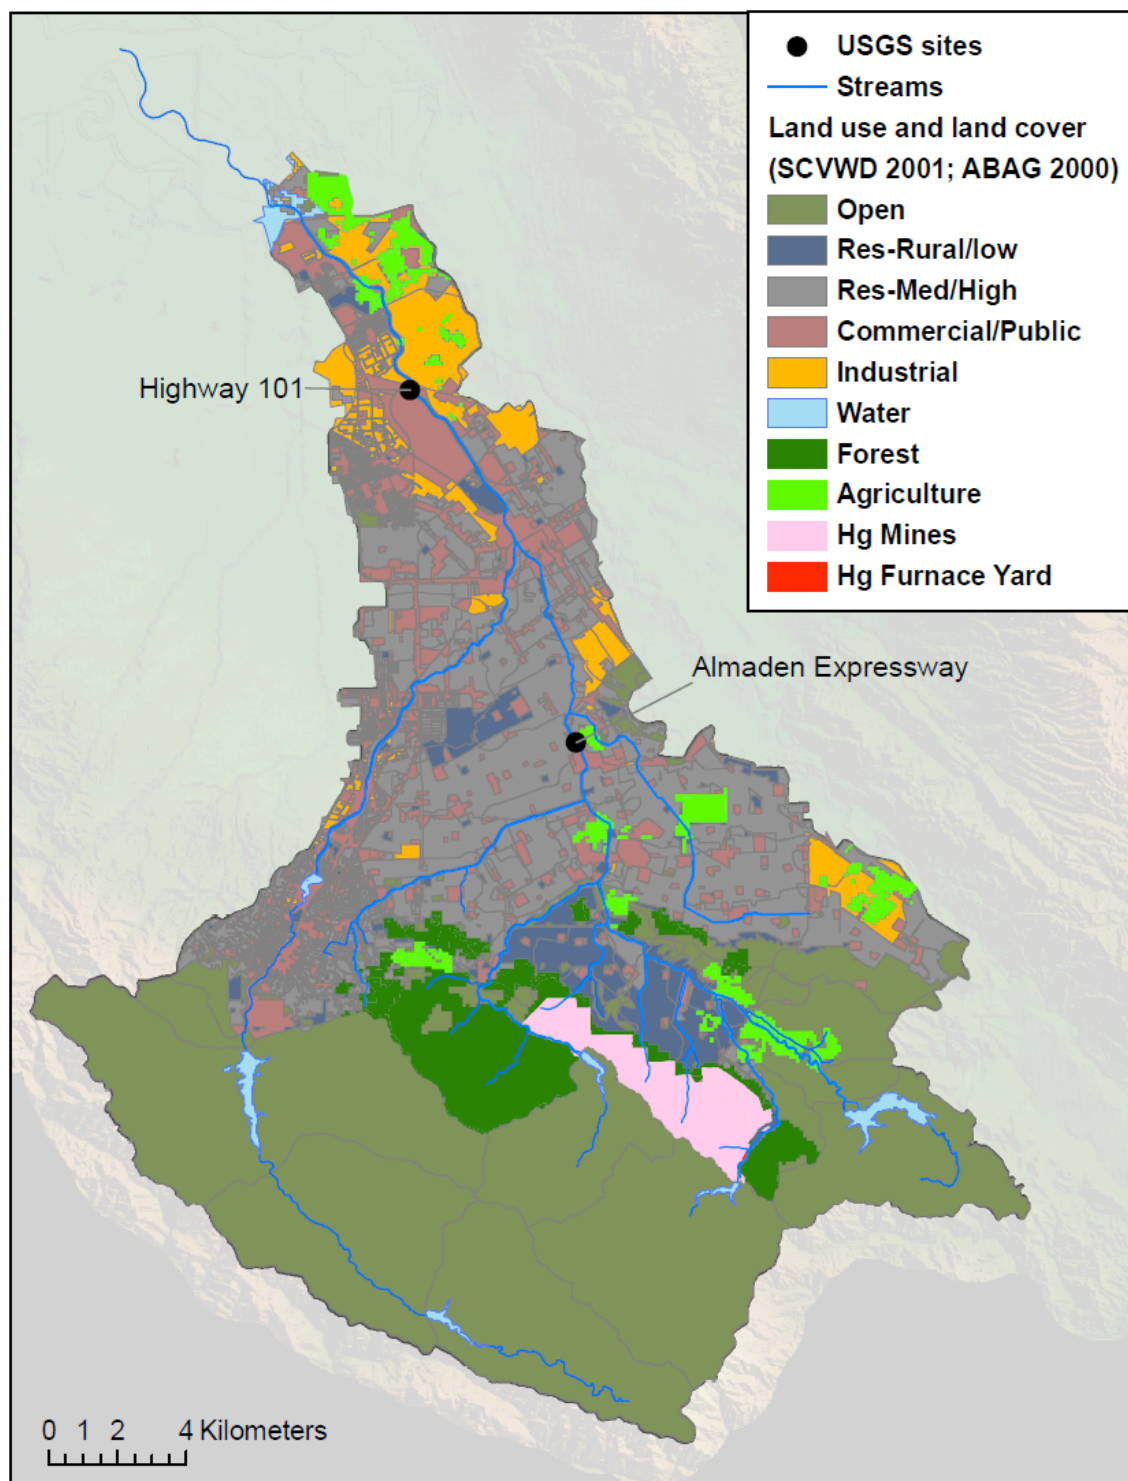 USGS sites
Streams
Land use and land cover
(SCVWD 2001; ABAG 2000)
Open
Res-Rural/low
Res-Med/High
Commercial/Public
Industrial
Water
Forest
Agriculture
Hg Mines
Hg Furnace Yard
Highway 101
Almaden Expressway
0 1 2 4 Kilometers